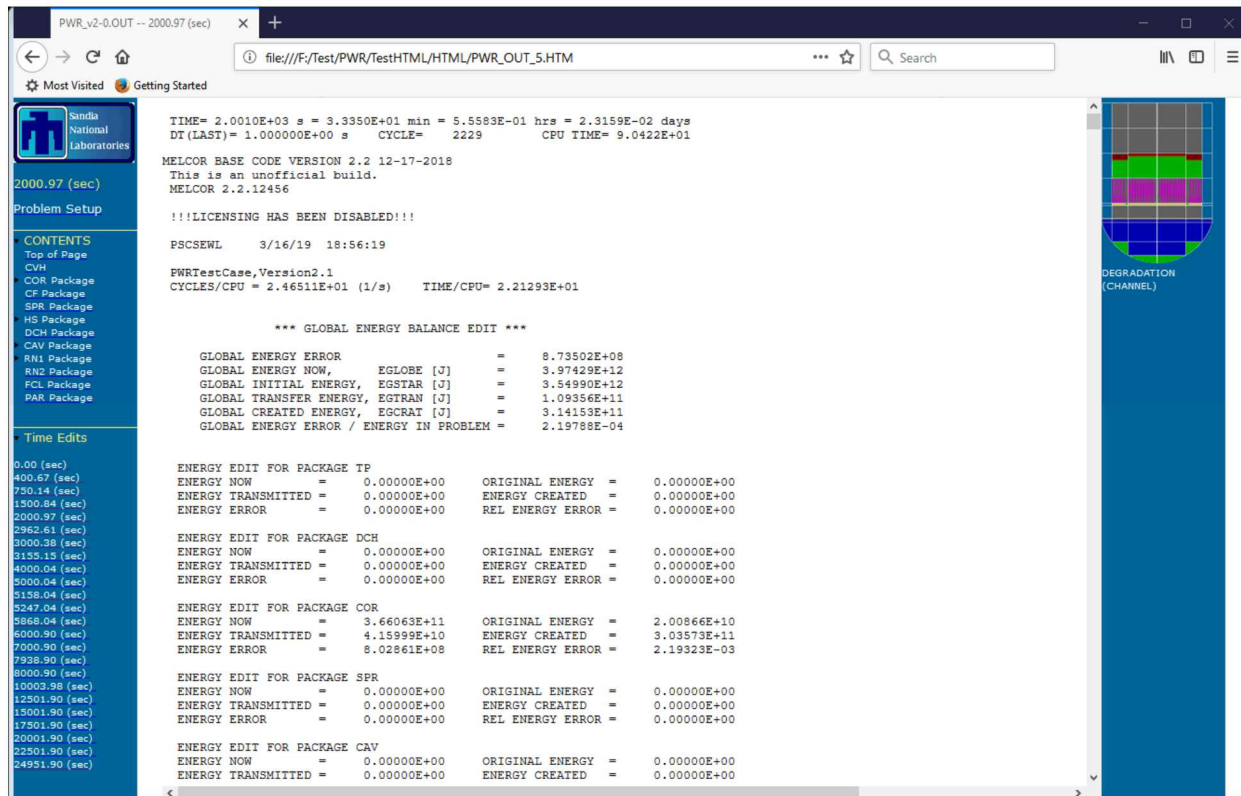 PWR_v2-0.OUT -- 2000.97 (sec)
file:///F:/Test/PWR/TestHTML/HTML/PWR_OUT_5.HTM
Search
Most Visited
Getting Started
Sandia
National
Laboratories
2000.97 (sec)
Problem Setup
CONTENTS
Top of Page
CVH
COR Package
CF Package
SPR Package
HS Package
DCH Package
CAV Package
RN1 Package
RN2 Package
FCL Package
PAR Package
Time Edits
0.00 (sec)
400.67 (sec)
750.14 (sec)
1500.84 (sec)
2000.97 (sec)
2962.61 (sec)
3000.38 (sec)
3155.15 (sec)
4000.04 (sec)
5000.04 (sec)
5158.04 (sec)
5247.04 (sec)
5868.04 (sec)
6000.90 (sec)
7000.90 (sec)
7938.90 (sec)
8000.90 (sec)
10003.98 (sec)
12501.90 (sec)
15001.90 (sec)
17501.90 (sec)
20001.90 (sec)
22501.90 (sec)
24951.90 (sec)
TIME= 2.0010E+03 s = 3.3350E+01 min = 5.5583E-01 hrs = 2.3159E-02 days
DT(LAST)= 1.000000E+00 s CYCLE= 2229 CPU TIME= 9.0422E+01
MELCOR BASE CODE VERSION 2.2 12-17-2018
This is an unofficial build.
MELCOR 2.2.12456
!!!LICENSING HAS BEEN DISABLED!!!
PSCSEWL 3/16/19 18:56:19
PWRTestCase,Version2.1
CYCLES/CPU = 2.46511E+01 (1/s) TIME/CPU= 2.21293E+01
*** GLOBAL ENERGY BALANCE EDIT ***
GLOBAL ENERGY ERROR = 8.73502E+08
GLOBAL ENERGY NOW, EGLOBE [J] = 3.97429E+12
GLOBAL INITIAL ENERGY, EGSTAR [J] = 3.54990E+12
GLOBAL TRANSFER ENERGY, EGTRAN [J] = 1.09356E+11
GLOBAL CREATED ENERGY, EGCRAT [J] = 3.14153E+11
GLOBAL ENERGY ERROR / ENERGY IN PROBLEM = 2.19788E-04
ENERGY EDIT FOR PACKAGE TP
ENERGY NOW = 0.00000E+00 ORIGINAL ENERGY = 0.00000E+00
ENERGY TRANSMITTED = 0.00000E+00 ENERGY CREATED = 0.00000E+00
ENERGY ERROR = 0.00000E+00 REL ENERGY ERROR = 0.00000E+00
ENERGY EDIT FOR PACKAGE DCH
ENERGY NOW = 0.00000E+00 ORIGINAL ENERGY = 0.00000E+00
ENERGY TRANSMITTED = 0.00000E+00 ENERGY CREATED = 0.00000E+00
ENERGY ERROR = 0.00000E+00 REL ENERGY ERROR = 0.00000E+00
ENERGY EDIT FOR PACKAGE COR
ENERGY NOW = 3.66063E+11 ORIGINAL ENERGY = 2.00866E+10
ENERGY TRANSMITTED = 4.15999E+10 ENERGY CREATED = 3.03573E+11
ENERGY ERROR = 8.02861E+08 REL ENERGY ERROR = 2.19323E-03
ENERGY EDIT FOR PACKAGE SPR
ENERGY NOW = 0.00000E+00 ORIGINAL ENERGY = 0.00000E+00
ENERGY TRANSMITTED = 0.00000E+00 ENERGY CREATED = 0.00000E+00
ENERGY ERROR = 0.00000E+00 REL ENERGY ERROR = 0.00000E+00
ENERGY EDIT FOR PACKAGE CAV
ENERGY NOW = 0.00000E+00 ORIGINAL ENERGY = 0.00000E+00
ENERGY TRANSMITTED = 0.00000E+00 ENERGY CREATED = 0.00000E+00
DEGRADATION
(CHANNEL)